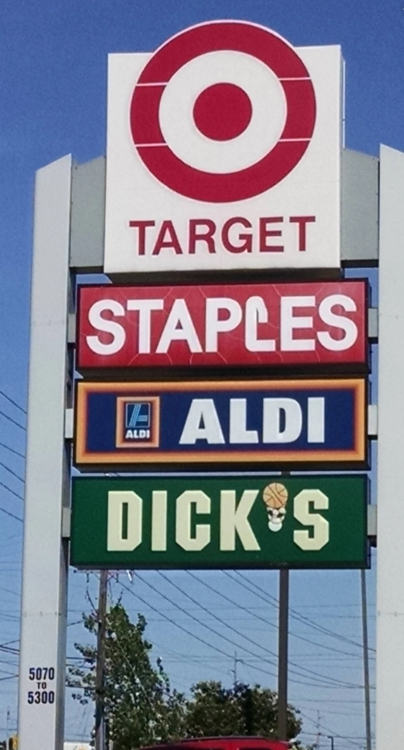 TARGET
STAPLES
ALDI
ALDI
DICK'S
5070
TO
5300